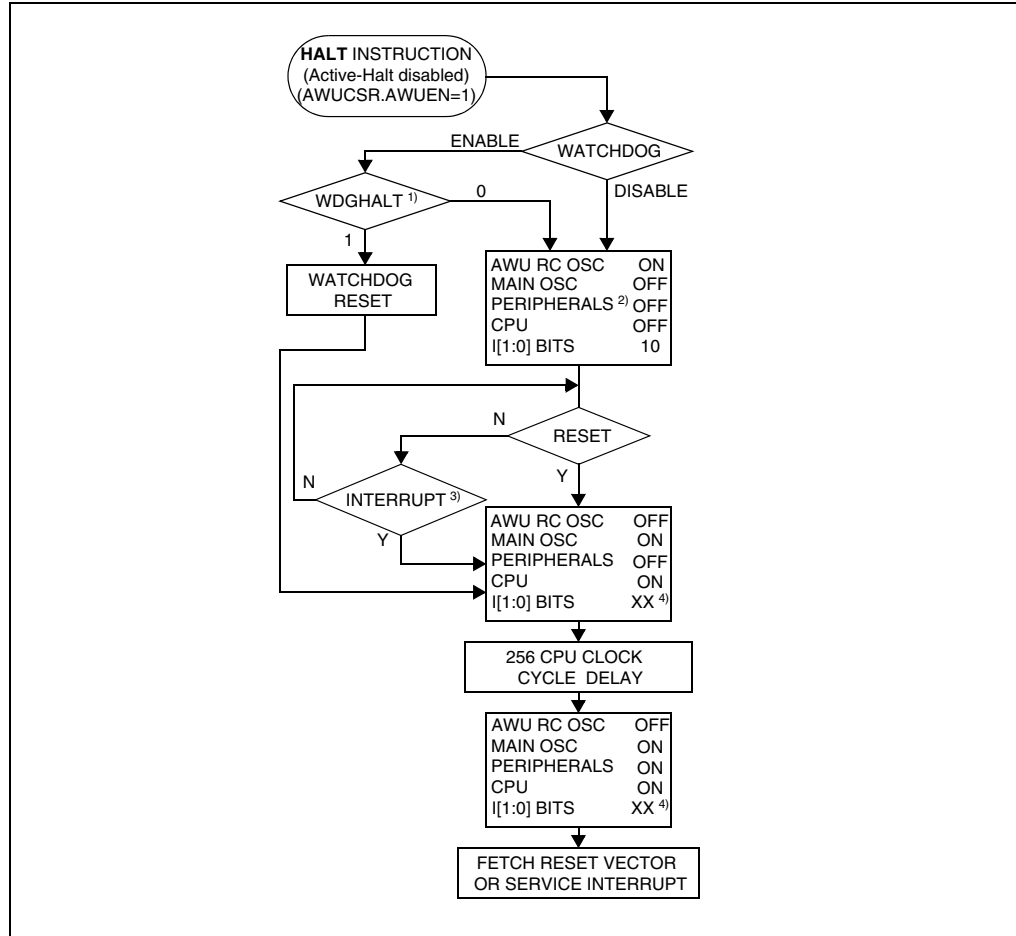 HALT INSTRUCTION
(Active-Halt disabled)
(AWUCSR.AWUEN=1)
WATCHDOG
ENABLE
DISABLE
WDGHALT 1)
0
1
WATCHDOG
RESET
AWU RC OSC ON
MAIN OSC OFF
PERIPHERALS 2) OFF
CPU OFF
I[1:0] BITS 10
RESET
N
Y
INTERRUPT 3)
N
Y
AWU RC OSC OFF
MAIN OSC ON
PERIPHERALS OFF
CPU ON
I[1:0] BITS XX 4)
256 CPU CLOCK
CYCLE DELAY
AWU RC OSC OFF
MAIN OSC ON
PERIPHERALS ON
CPU ON
I[1:0] BITS XX 4)
FETCH RESET VECTOR
OR SERVICE INTERRUPT